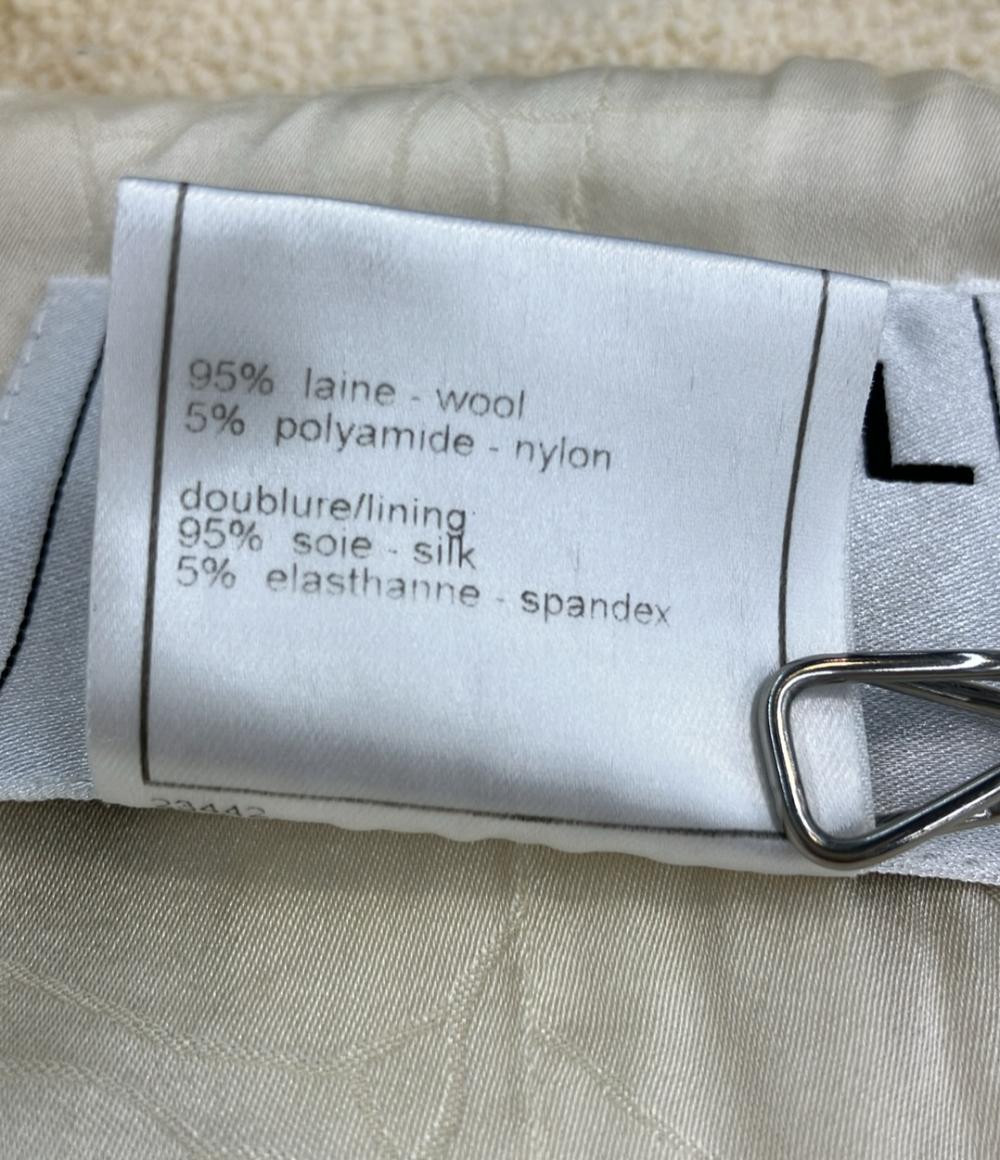 95% laine - wool
5% polyamide - nylon
doublure/lining
95% soie - silk
5% elasthanne - spandex
L